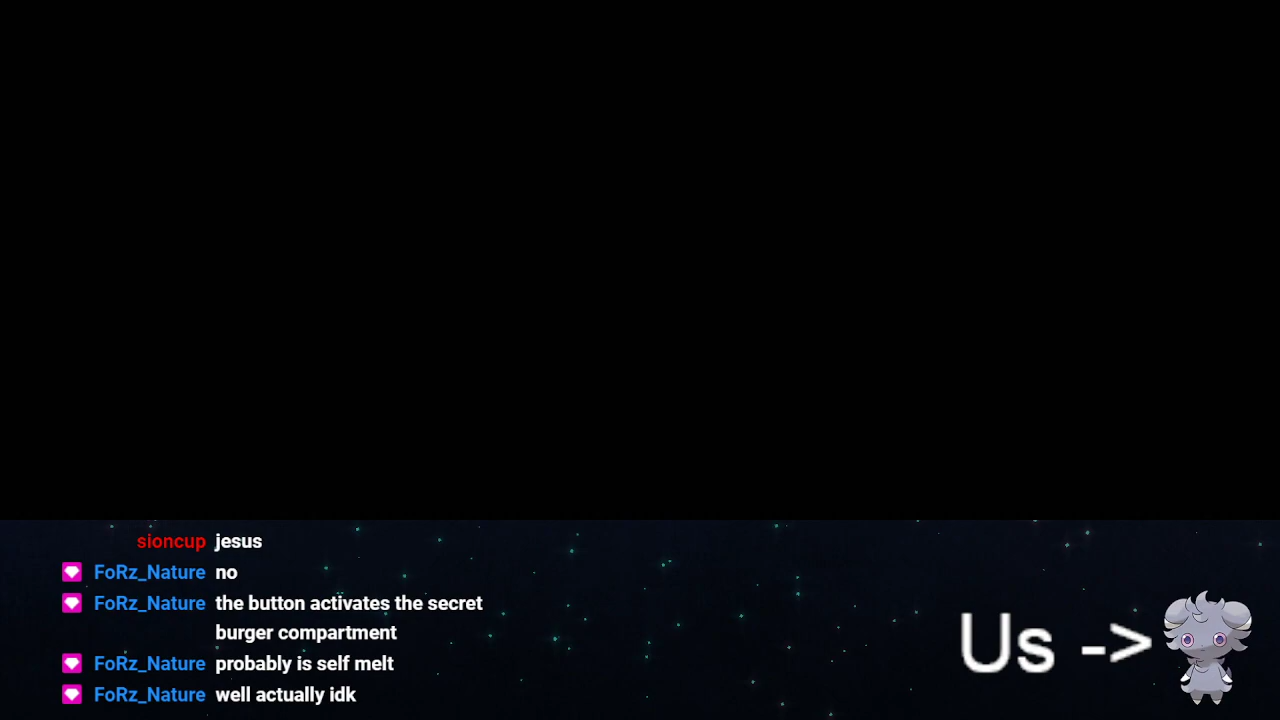 sioncup jesus
FoRz_Nature no
FoRz_Nature the button activates the secret
burger compartment
FoRz_Nature probably is self melt
FoRz_Nature well actually idk
Us ->